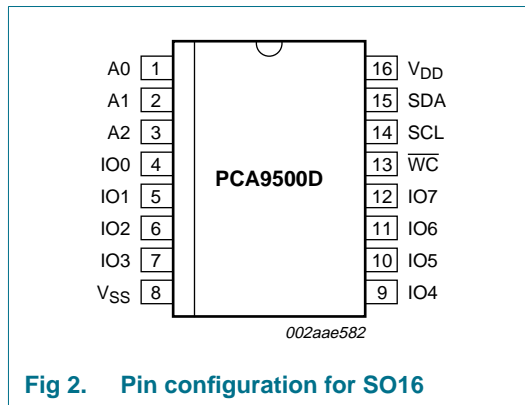 A0 1
A1 2
A2 3
IO0 4
IO1 5
IO2 6
IO3 7
VSS 8
PCA9500D
16 VDD
15 SDA
14 SCL
13 W̅C̅
12 IO7
11 IO6
10 IO5
9 IO4
002aae582
Fig 2. Pin configuration for SO16